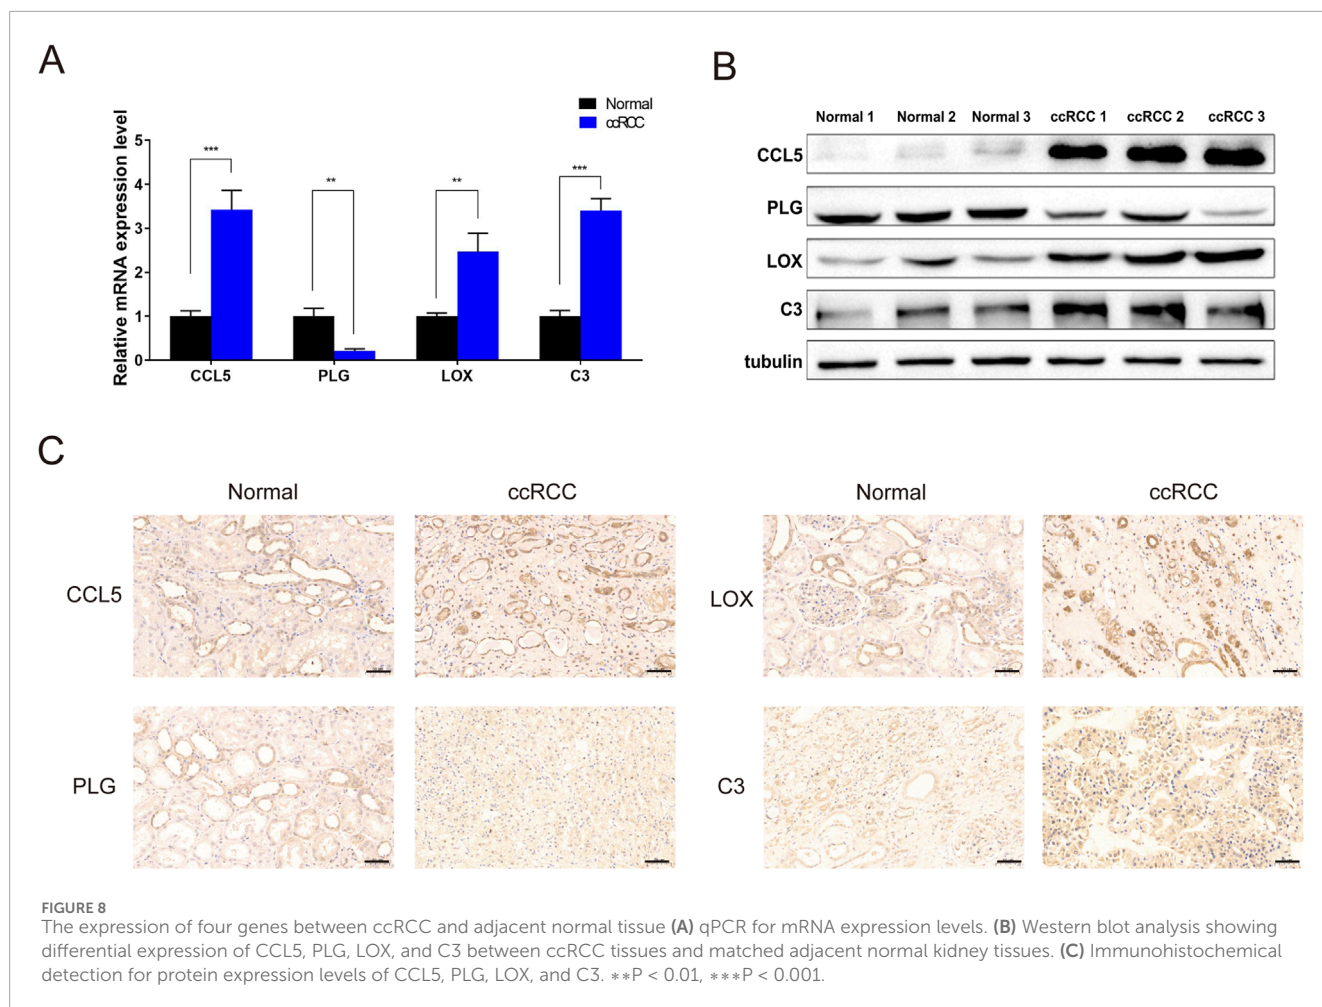 A
Normal
ccRCC
Relative mRNA expression level
5
4
3
2
1
0
***
**
**
***
CCL5 PLG LOX C3
B
Normal 1 Normal 2 Normal 3 ccRCC 1 ccRCC 2 ccRCC 3
CCL5
PLG
LOX
C3
tubulin
C
Normal ccRCC Normal ccRCC
CCL5 LOX
PLG C3
FIGURE 8
The expression of four genes between ccRCC and adjacent normal tissue (A) qPCR for mRNA expression levels. (B) Western blot analysis showing
differential expression of CCL5, PLG, LOX, and C3 between ccRCC tissues and matched adjacent normal kidney tissues. (C) Immunohistochemical
detection for protein expression levels of CCL5, PLG, LOX, and C3. **P < 0.01, ***P < 0.001.